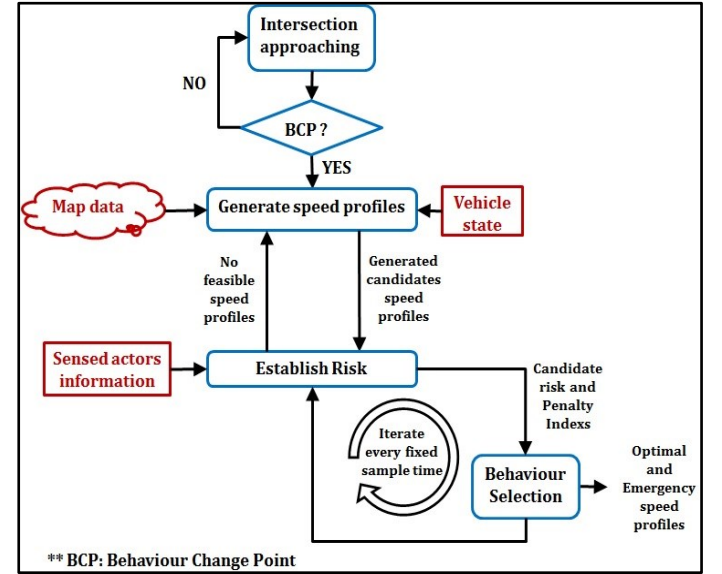 Intersection
approaching
NO
BCP ?
YES
Map data
Generate speed profiles
Vehicle
state
No
feasible
speed
profiles
Generated
candidates
speed
profiles
Sensed actors
information
Establish Risk
Candidate
risk and
Penalty
Indexs
Iterate
every fixed
sample time
Behaviour
Selection
Optimal
and
Emergency
speed
profiles
** BCP: Behaviour Change Point